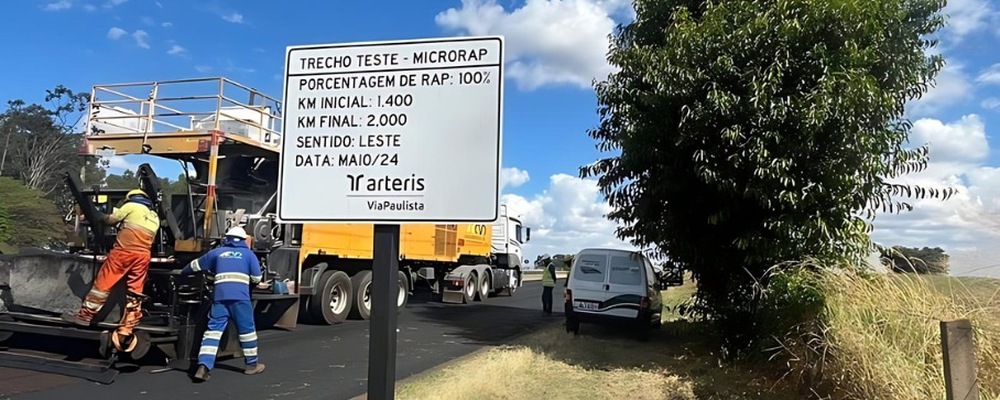 TRECHO TESTE - MICRORAP
PORCENTAGEM DE RAP: 100%
KM INICIAL: 1.400
KM FINAL: 2.000
SENTIDO: LESTE
DATA: MAIO/24
arteris
ViaPaulista